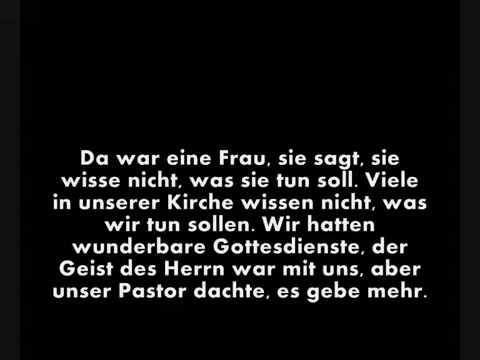 Da war eine Frau, sie sagt, sie
wisse nicht, was sie tun soll. Viele
in unserer Kirche wissen nicht, was
wir tun sollen. Wir hatten
wunderbare Gottesdienste, der
Geist des Herrn war mit uns, aber
unser Pastor dachte, es gebe mehr.